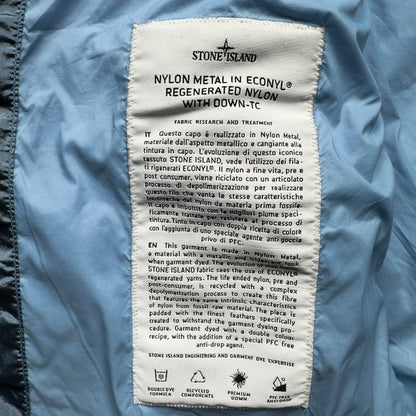 STONE ISLAND
NYLON METAL IN ECONYL®
REGENERATED NYLON
WITH DOWN-TC
FABRIC RESEARCH AND TREATMENT
IT Questo capo è realizzato in Nylon Metal,
materiale dall'aspetto metallico e cangiante alla
tintura in capo. L'evoluzione di questo iconico
tessuto STONE ISLAND, vede l'utilizzo dei fila-
ti rigenerati ECONYL®. Il nylon a fine vita, pre e
post consumer, viene riciclato con un articolato
processo di depolimerizzazione per realizzare
questo filo che vanta le stesse caratteristiche
intrinseche del nylon da materia prima fossile.
Il capo è imbottito con le migliori piume speci-
ficamente trattate per resistere al processo di
tintura. Tinto in capo con doppia ricetta di colore
con l'aggiunta di uno speciale agente anti goccia
privo di PFC.
EN This garment is made in Nylon Metal,
a material with a metallic and iridescent look
when garment dyed. The evolution of this iconic
STONE ISLAND fabric sees the use of ECONYL®
regenerated yarns. The life ended nylon, pre and
post-consumer, is recycled with a complex
depolymerization process to create this fibre
that features the same intrinsic characteristics
of nylon from fossil raw material. The piece is
padded with the finest feathers, specifically
created to withstand the garment dyeing pro-
cedure. Garment dyed with a double colour
recipe, with the addition of a special PFC free
anti-drop agent.
STONE ISLAND ENGINEERING AND GARMENT DYE EXPERTISE
DOUBLE DYE
FORMULA
RECYCLED
COMPONENTS
PREMIUM
DOWN
PFC FREE
ANTI-DROP